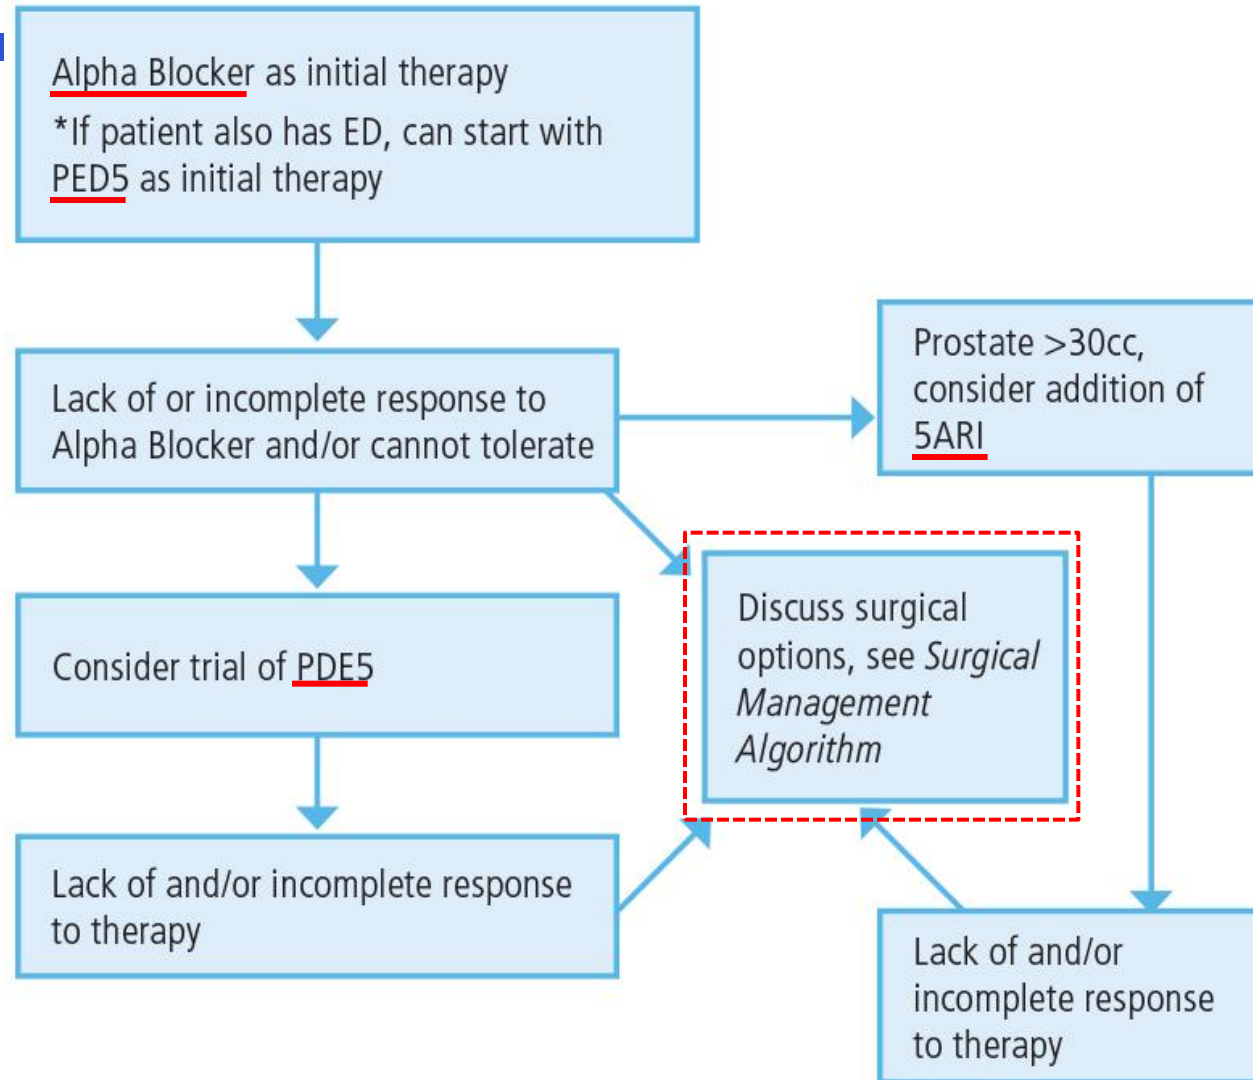 Alpha Blocker as initial therapy
*If patient also has ED, can start with
PED5 as initial therapy
Lack of or incomplete response to
Alpha Blocker and/or cannot tolerate
Prostate >30cc,
consider addition of
5ARI
Consider trial of PDE5
Discuss surgical
options, see Surgical
Management
Algorithm
Lack of and/or incomplete response
to therapy
Lack of and/or
incomplete response
to therapy